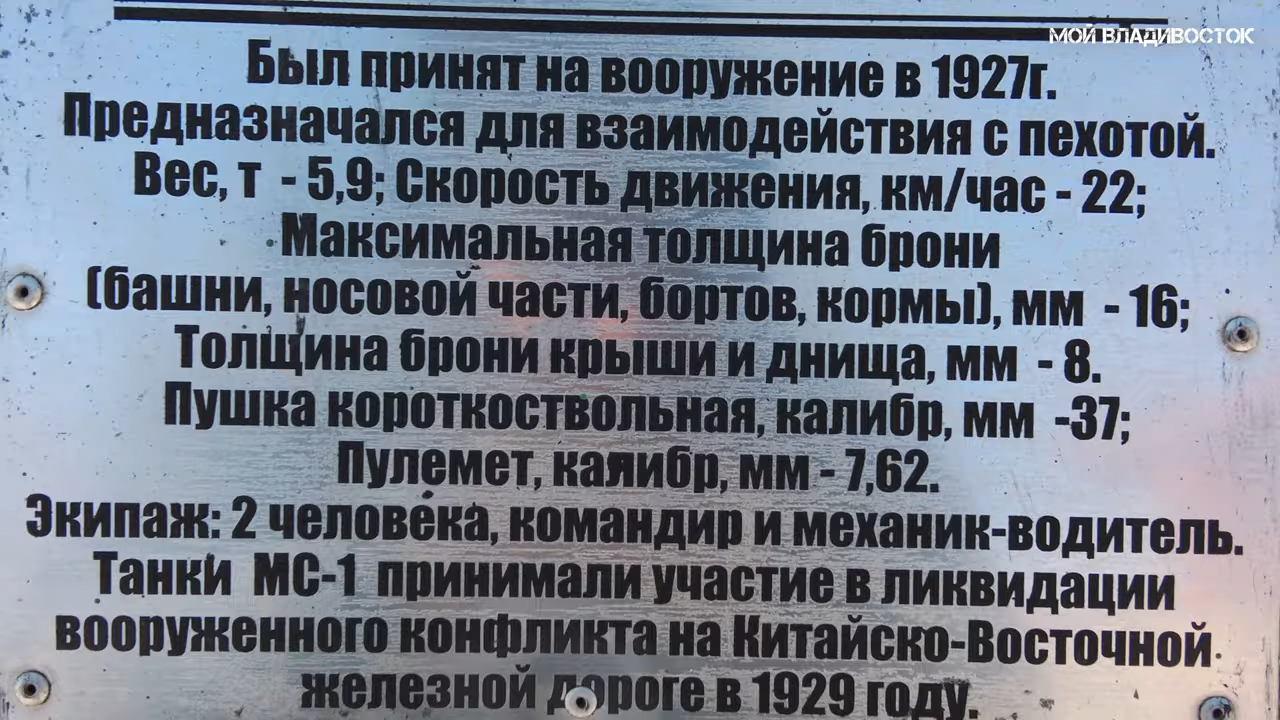 МОЙ ВЛАДИВОСТОК
Был принят на вооружение в 1927г.
Предназначался для взаимодействия с пехотой.
Вес, т - 5,9; Скорость движения, км/час - 22;
Максимальная толщина брони
(башни, носовой части, бортов, кормы), мм - 16;
Толщина брони крыши и днища, мм - 8.
Пушка короткоствольная, калибр, мм -37;
Пулемет, калибр, мм - 7,62.
Экипаж: 2 человека, командир и механик-водитель.
Танки МС-1 принимали участие в ликвидации
вооруженного конфликта на Китайско-Восточной
железной дороге в 1929 году.